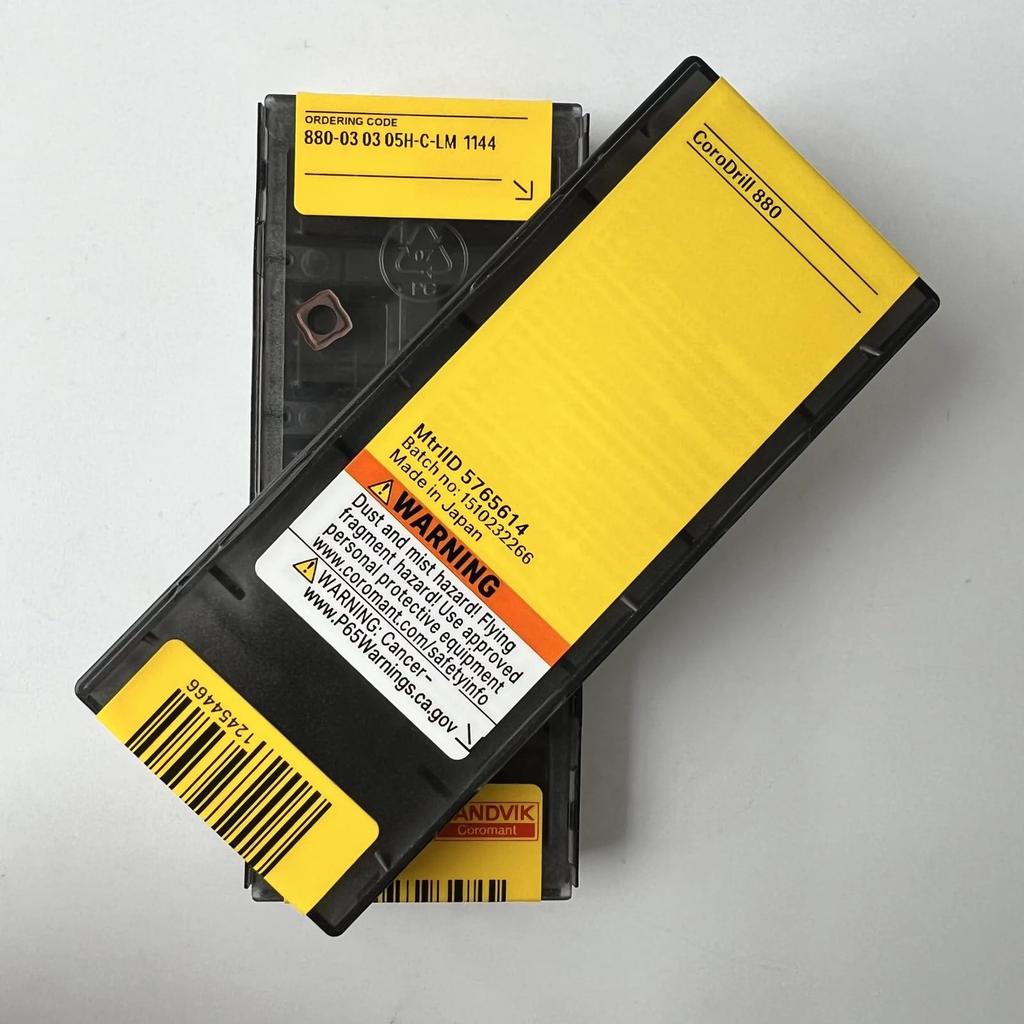 ORDERING CODE
880-03 03 05H-C-LM 1144
CoroDrill 880
MtrlID 5765614
Batch no: 1510232266
Made in Japan
WARNING
Dust and mist hazard! Flying
fragment hazard! Use approved
personal protective equipment
www.coromant.com/safetyinfo
WARNING: Cancer–
www.P65Warnings.ca.gov
12454466
ANDVIK
Coromant